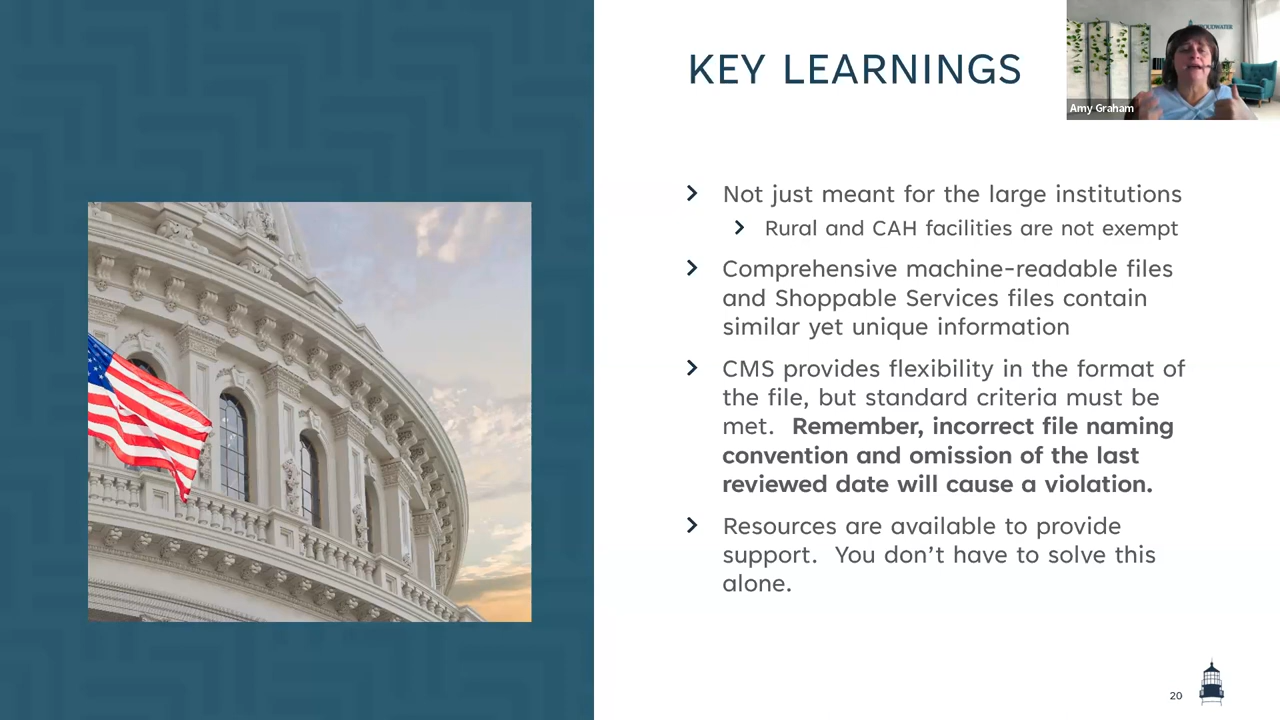 KEY LEARNINGS
Amy Graham
Not just meant for the large institutions
Rural and CAH facilities are not exempt
Comprehensive machine-readable files
and Shoppable Services files contain
similar yet unique information
CMS provides flexibility in the format of
the file, but standard criteria must be
met. Remember, incorrect file naming
convention and omission of the last
reviewed date will cause a violation.
Resources are available to provide
support. You don’t have to solve this
alone.
20